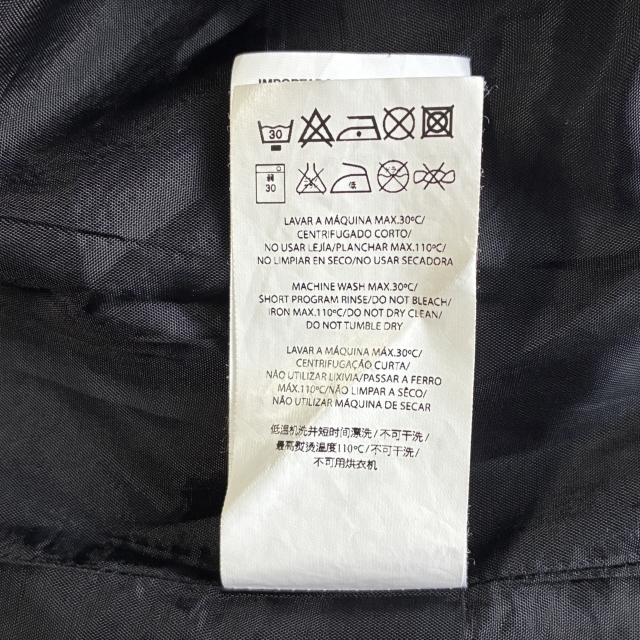 30
30
低
LAVAR A MÁQUINA MAX.30ºC/
CENTRIFUGADO CORTO/
NO USAR LEJÍA/PLANCHAR MAX.110ºC/
NO LIMPIAR EN SECO/NO USAR SECADORA
MACHINE WASH MAX.30ºC/
SHORT PROGRAM RINSE/DO NOT BLEACH/
IRON MAX.110ºC/DO NOT DRY CLEAN/
DO NOT TUMBLE DRY
LAVAR A MÁQUINA MAX.30ºC/
CENTRIFUGAÇÃO CURTA/
NÃO UTILIZAR LIXIVIA/PASSAR A FERRO
MÁX.110ºC/NÃO LIMPAR A SÊCO/
NÃO UTILIZAR MÁQUINA DE SECAR
低温机洗并短时间漂洗/不可干洗/
最高熨烫温度110ºC/不可干洗/
不可用烘衣机